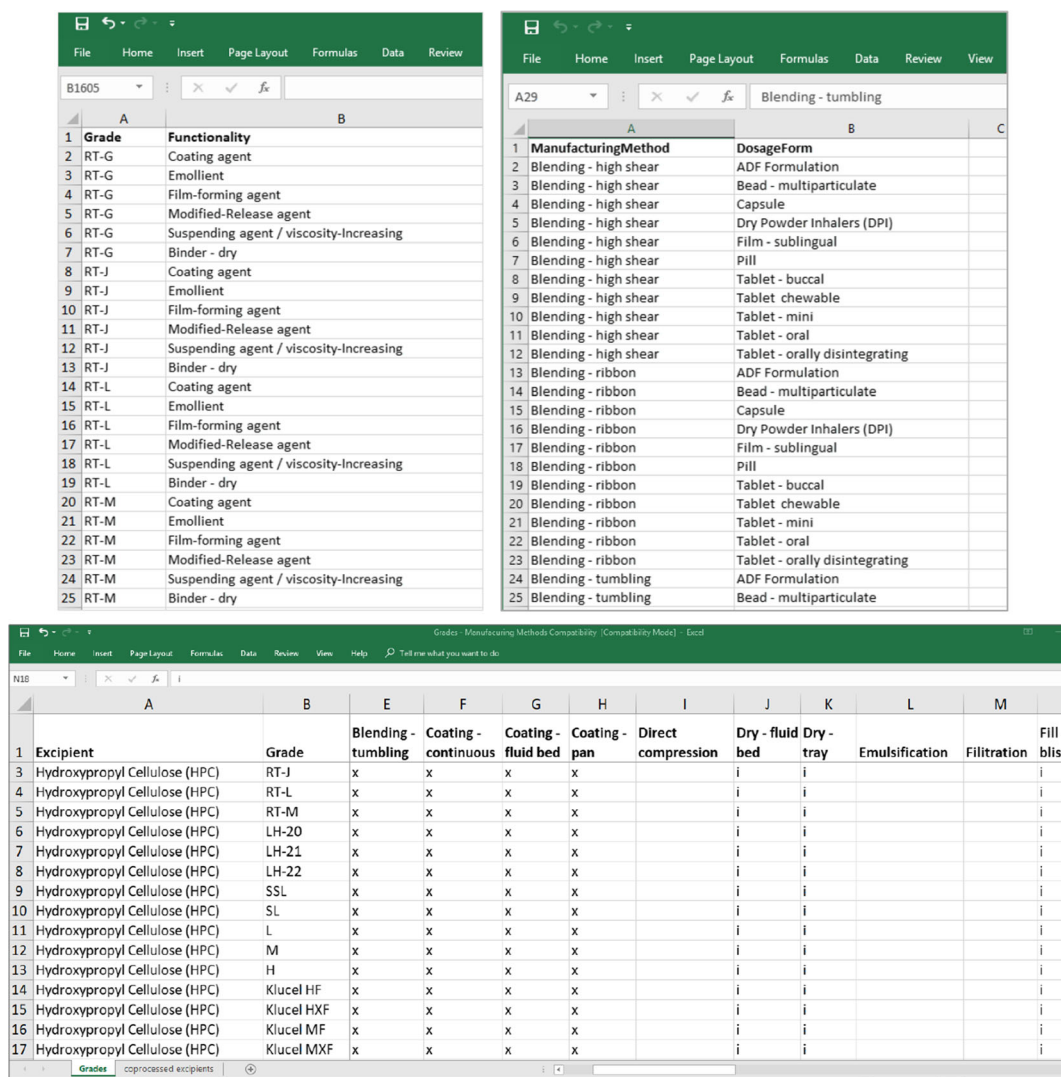 File Home Insert Page Layout Formulas Data Review
B1605 fx
A B
1 Grade Functionality
2 RT-G Coating agent
3 RT-G Emollient
4 RT-G Film-forming agent
5 RT-G Modified-Release agent
6 RT-G Suspending agent / viscosity-Increasing
7 RT-G Binder - dry
8 RT-J Coating agent
9 RT-J Emollient
10 RT-J Film-forming agent
11 RT-J Modified-Release agent
12 RT-J Suspending agent / viscosity-Increasing
13 RT-J Binder - dry
14 RT-L Coating agent
15 RT-L Emollient
16 RT-L Film-forming agent
17 RT-L Modified-Release agent
18 RT-L Suspending agent / viscosity-Increasing
19 RT-L Binder - dry
20 RT-M Coating agent
21 RT-M Emollient
22 RT-M Film-forming agent
23 RT-M Modified-Release agent
24 RT-M Suspending agent / viscosity-Increasing
25 RT-M Binder - dry
File Home Insert Page Layout Formulas Data Review View
A29 fx Blending - tumbling
A B C
1 ManufacturingMethod DosageForm
2 Blending - high shear ADF Formulation
3 Blending - high shear Bead - multiparticulate
4 Blending - high shear Capsule
5 Blending - high shear Dry Powder Inhalers (DPI)
6 Blending - high shear Film - sublingual
7 Blending - high shear Pill
8 Blending - high shear Tablet - buccal
9 Blending - high shear Tablet chewable
10 Blending - high shear Tablet - mini
11 Blending - high shear Tablet - oral
12 Blending - high shear Tablet - orally disintegrating
13 Blending - ribbon ADF Formulation
14 Blending - ribbon Bead - multiparticulate
15 Blending - ribbon Capsule
16 Blending - ribbon Dry Powder Inhalers (DPI)
17 Blending - ribbon Film - sublingual
18 Blending - ribbon Pill
19 Blending - ribbon Tablet - buccal
20 Blending - ribbon Tablet chewable
21 Blending - ribbon Tablet - mini
22 Blending - ribbon Tablet - oral
23 Blending - ribbon Tablet - orally disintegrating
24 Blending - tumbling ADF Formulation
25 Blending - tumbling Bead - multiparticulate
Grades - Manufacuring Methods Compatibility [Compatibility Mode] - Excel
File Home Insert Page Layout Formulas Data Review View Help Tell me what you want to do
N18 fx i
A B E F G H I J K L M
Blending - Coating - Coating - Coating - Direct Dry - fluid Dry - Fill
1 Excipient Grade tumbling continuous fluid bed pan compression bed tray Emulsification Filitration blis
3 Hydroxypropyl Cellulose (HPC) RT-J x x x x i i i
4 Hydroxypropyl Cellulose (HPC) RT-L x x x x i i i
5 Hydroxypropyl Cellulose (HPC) RT-M x x x x i i i
6 Hydroxypropyl Cellulose (HPC) LH-20 x x x x i i i
7 Hydroxypropyl Cellulose (HPC) LH-21 x x x x i i i
8 Hydroxypropyl Cellulose (HPC) LH-22 x x x x i i i
9 Hydroxypropyl Cellulose (HPC) SSL x x x x i i i
10 Hydroxypropyl Cellulose (HPC) SL x x x x i i i
11 Hydroxypropyl Cellulose (HPC) L x x x x i i i
12 Hydroxypropyl Cellulose (HPC) M x x x x i i i
13 Hydroxypropyl Cellulose (HPC) H x x x x i i i
14 Hydroxypropyl Cellulose (HPC) Klucel HF x x x x i i i
15 Hydroxypropyl Cellulose (HPC) Klucel HXF x x x x i i i
16 Hydroxypropyl Cellulose (HPC) Klucel MF x x x x i i i
17 Hydroxypropyl Cellulose (HPC) Klucel MXF x x x x i i i
Grades coprocessed excipients